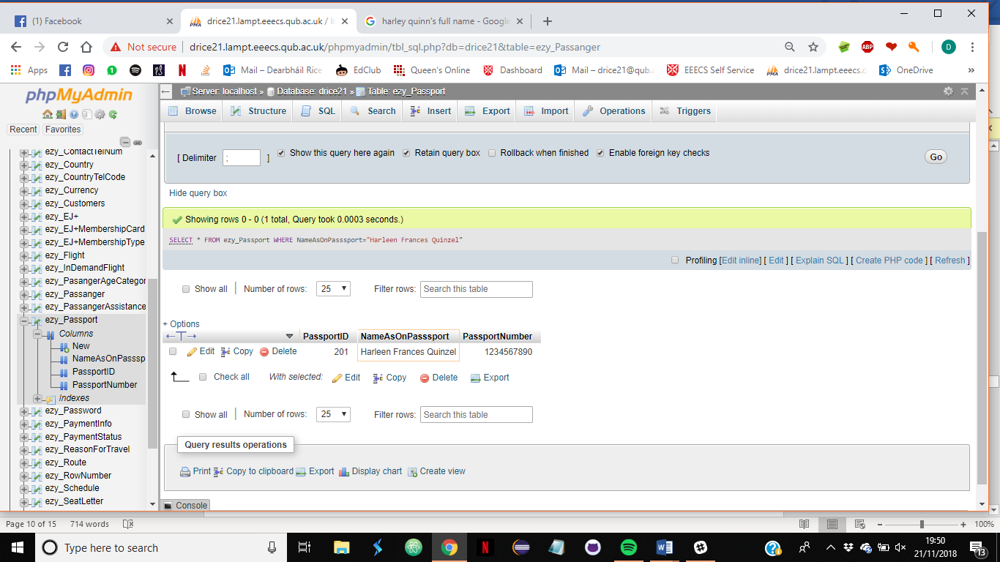 (1) Facebook
drice21.lampt.eeecs.qub.ac.uk / lo
harley quinn's full name - Google
Not secure | drice21.lampt.eeecs.qub.ac.uk/phpmyadmin/tbl_sql.php?db=drice21&table=ezy_Passanger
ABP
D
Apps
Mail – Dearbháil Rice
EdClub
Queen's Online
Dashboard
Mail – drice21@qub.
EEECS Self Service
drice21.lampt.eeecs.c
OneDrive
»
phpMyAdmin
Recent Favorites
ezy_ContactTelNum
ezy_Country
ezy_CountryTelCode
ezy_Currency
ezy_Customers
ezy_EJ+
ezy_EJ+MembershipCard
ezy_EJ+MembershipType
ezy_Flight
ezy_InDemandFlight
ezy_PasangerAgeCategor
ezy_Passanger
ezy_PassangerAssistance
ezy_Passport
Columns
New
NameAsOnPasssp
PassportID
PassportNumber
Indexes
ezy_Password
ezy_PaymentInfo
ezy_PaymentStatus
ezy_ReasonForTravel
ezy_Route
ezy_RowNumber
ezy_Schedule
ezy_SeatLetter
Server: localhost » Database: drice21 » Table: ezy_Passport
Browse Structure SQL Search Insert Export Import Operations Triggers
[ Delimiter ; ] Show this query here again Retain query box Rollback when finished Enable foreign key checks Go
Hide query box
Showing rows 0 - 0 (1 total, Query took 0.0003 seconds.)
SELECT * FROM ezy_Passport WHERE NameAsOnPasssport="Harleen Frances Quinzel"
Profiling [Edit inline] [ Edit ] [ Explain SQL ] [ Create PHP code ] [ Refresh ]
Show all | Number of rows: 25 Filter rows: Search this table
+ Options
←T→ PassportID NameAsOnPasssport PassportNumber
Edit Copy Delete 201 Harleen Frances Quinzel 1234567890
Check all With selected: Edit Copy Delete Export
Show all | Number of rows: 25 Filter rows: Search this table
Query results operations
Print Copy to clipboard Export Display chart Create view
Console
Page 10 of 15 714 words 100%
Type here to search
19:50
21/11/2018
13